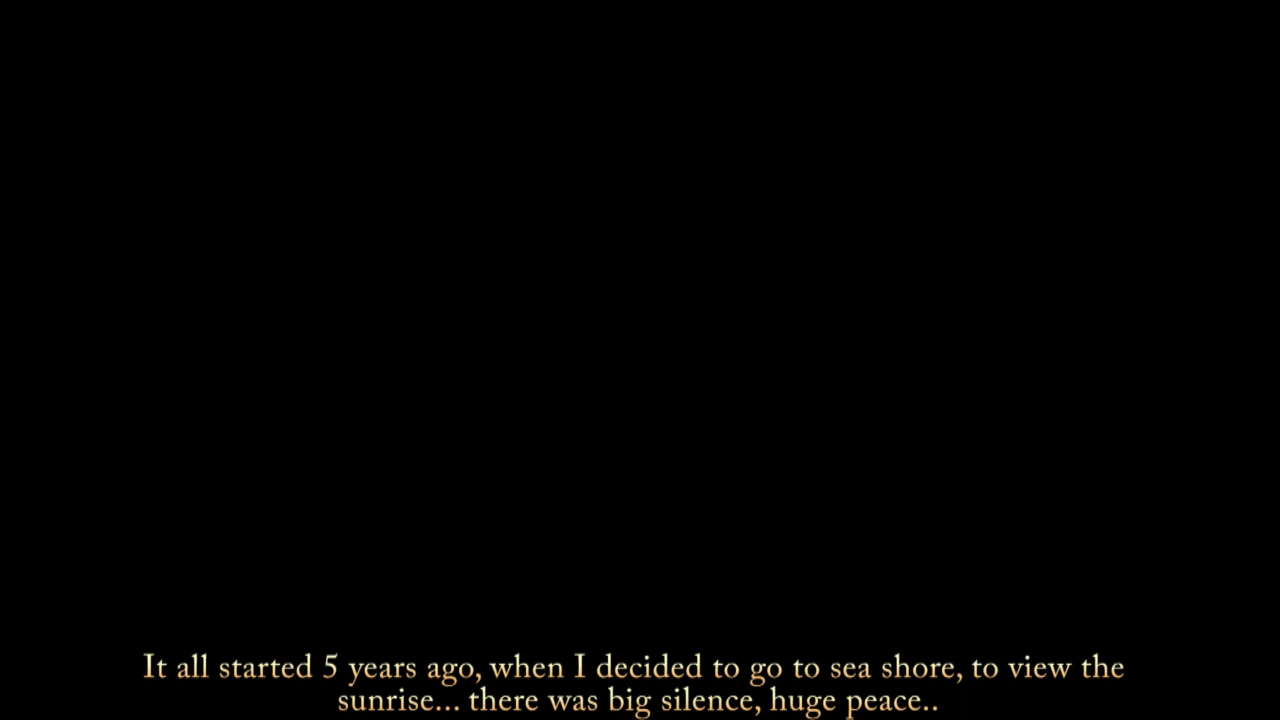 It all started 5 years ago, when I decided to go to sea shore, to view the
sunrise... there was big silence, huge peace..